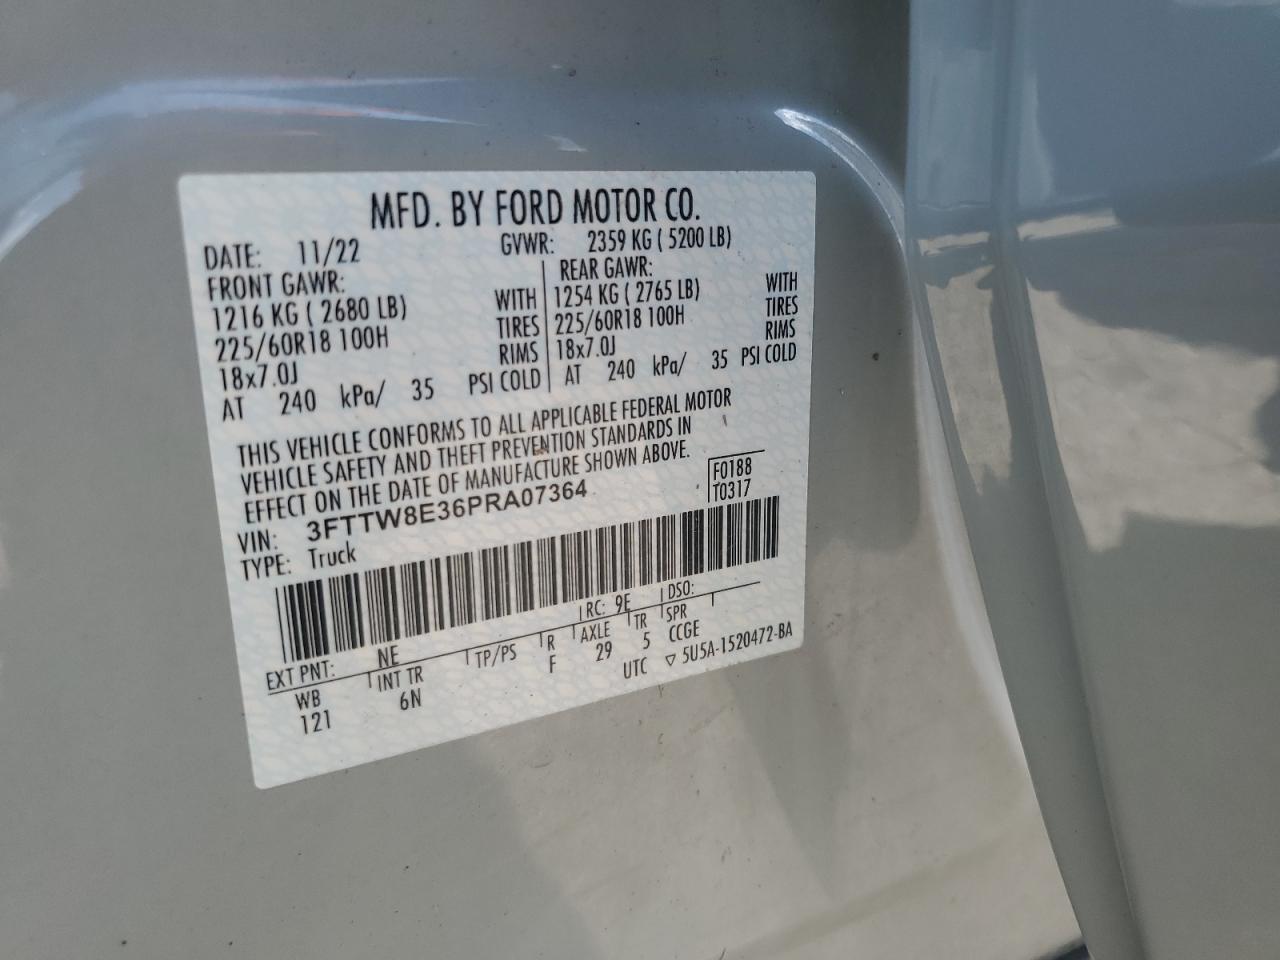 MFD. BY FORD MOTOR CO.
DATE: 11/22 GVWR: 2359 KG ( 5200 LB)
FRONT GAWR: REAR GAWR:
1216 KG ( 2680 LB) WITH 1254 KG ( 2765 LB) WITH
225/60R18 100H TIRES 225/60R18 100H TIRES
18x7.0J RIMS 18x7.0J RIMS
AT 240 kPa/ 35 PSI COLD AT 240 kPa/ 35 PSI COLD
THIS VEHICLE CONFORMS TO ALL APPLICABLE FEDERAL MOTOR
VEHICLE SAFETY AND THEFT PREVENTION STANDARDS IN
EFFECT ON THE DATE OF MANUFACTURE SHOWN ABOVE.
F0188
VIN: 3FTTW8E36PRA07364 T0317
TYPE: Truck
EXT PNT: NE RC: 9E DSO:
WB INT TR TP/PS R AXLE TR SPR
121 6N F 29 5 CCGE
UTC ▽ 5U5A-1520472-BA